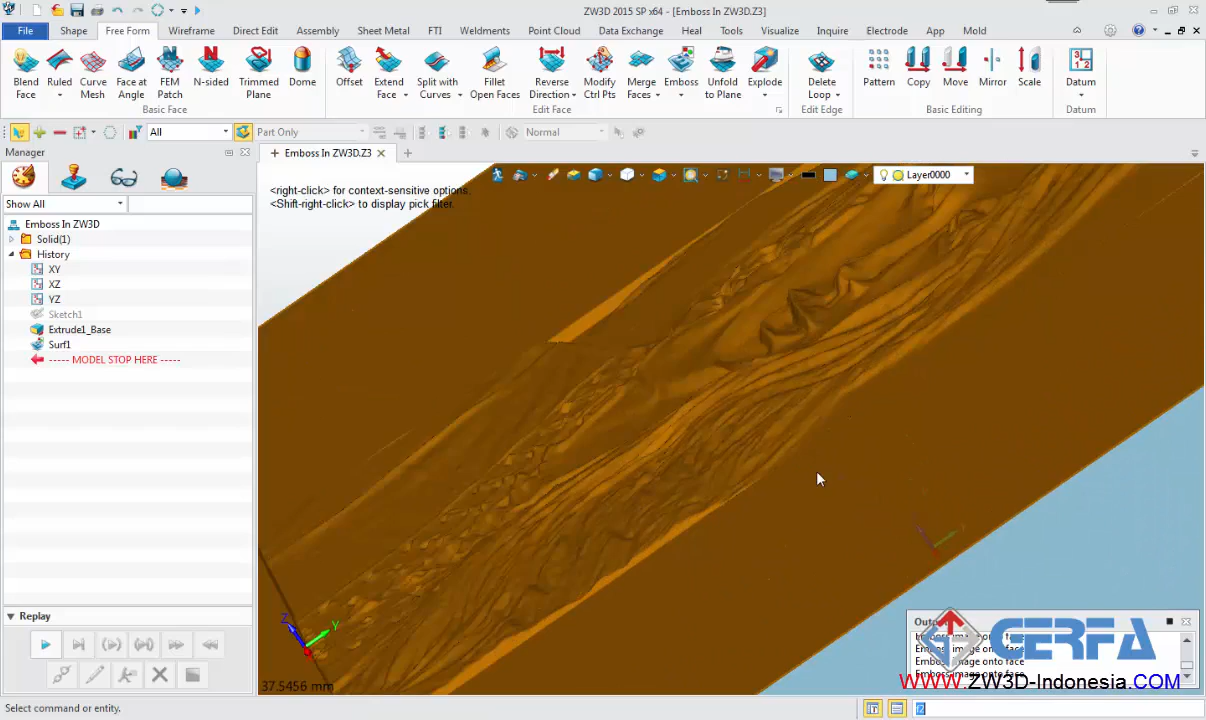 ZW3D 2015 SP x64 - [Emboss In ZW3D.Z3]
File Shape Free Form Wireframe Direct Edit Assembly Sheet Metal FTI Weldments Point Cloud Data Exchange Heal Tools Visualize Inquire Electrode App Mold
Blend Face
Ruled
Curve Mesh
Face at Angle
FEM Patch
N-sided
Trimmed Plane
Dome
Offset
Extend Face
Split with Curves
Fillet Open Faces
Reverse Direction
Modify Ctrl Pts
Merge Faces
Emboss
Unfold to Plane
Explode
Delete Loop
Pattern
Copy
Move
Mirror
Scale
Datum
Basic Face
Edit Face
Edit Edge
Basic Editing
Datum
All
Part Only
Normal
Manager
Emboss In ZW3D.Z3
Show All
<right-click> for context-sensitive options.
<Shift-right-click> to display pick filter.
Layer0000
Emboss In ZW3D
Solid(1)
History
XY
XZ
YZ
Sketch1
Extrude1_Base
Surf1
----- MODEL STOP HERE -----
Replay
Z
Y
37.5456 mm
Emboss image onto face
Emboss image onto face
CERFA
WWW.ZW3D-Indonesia.COM
Select command or entity.